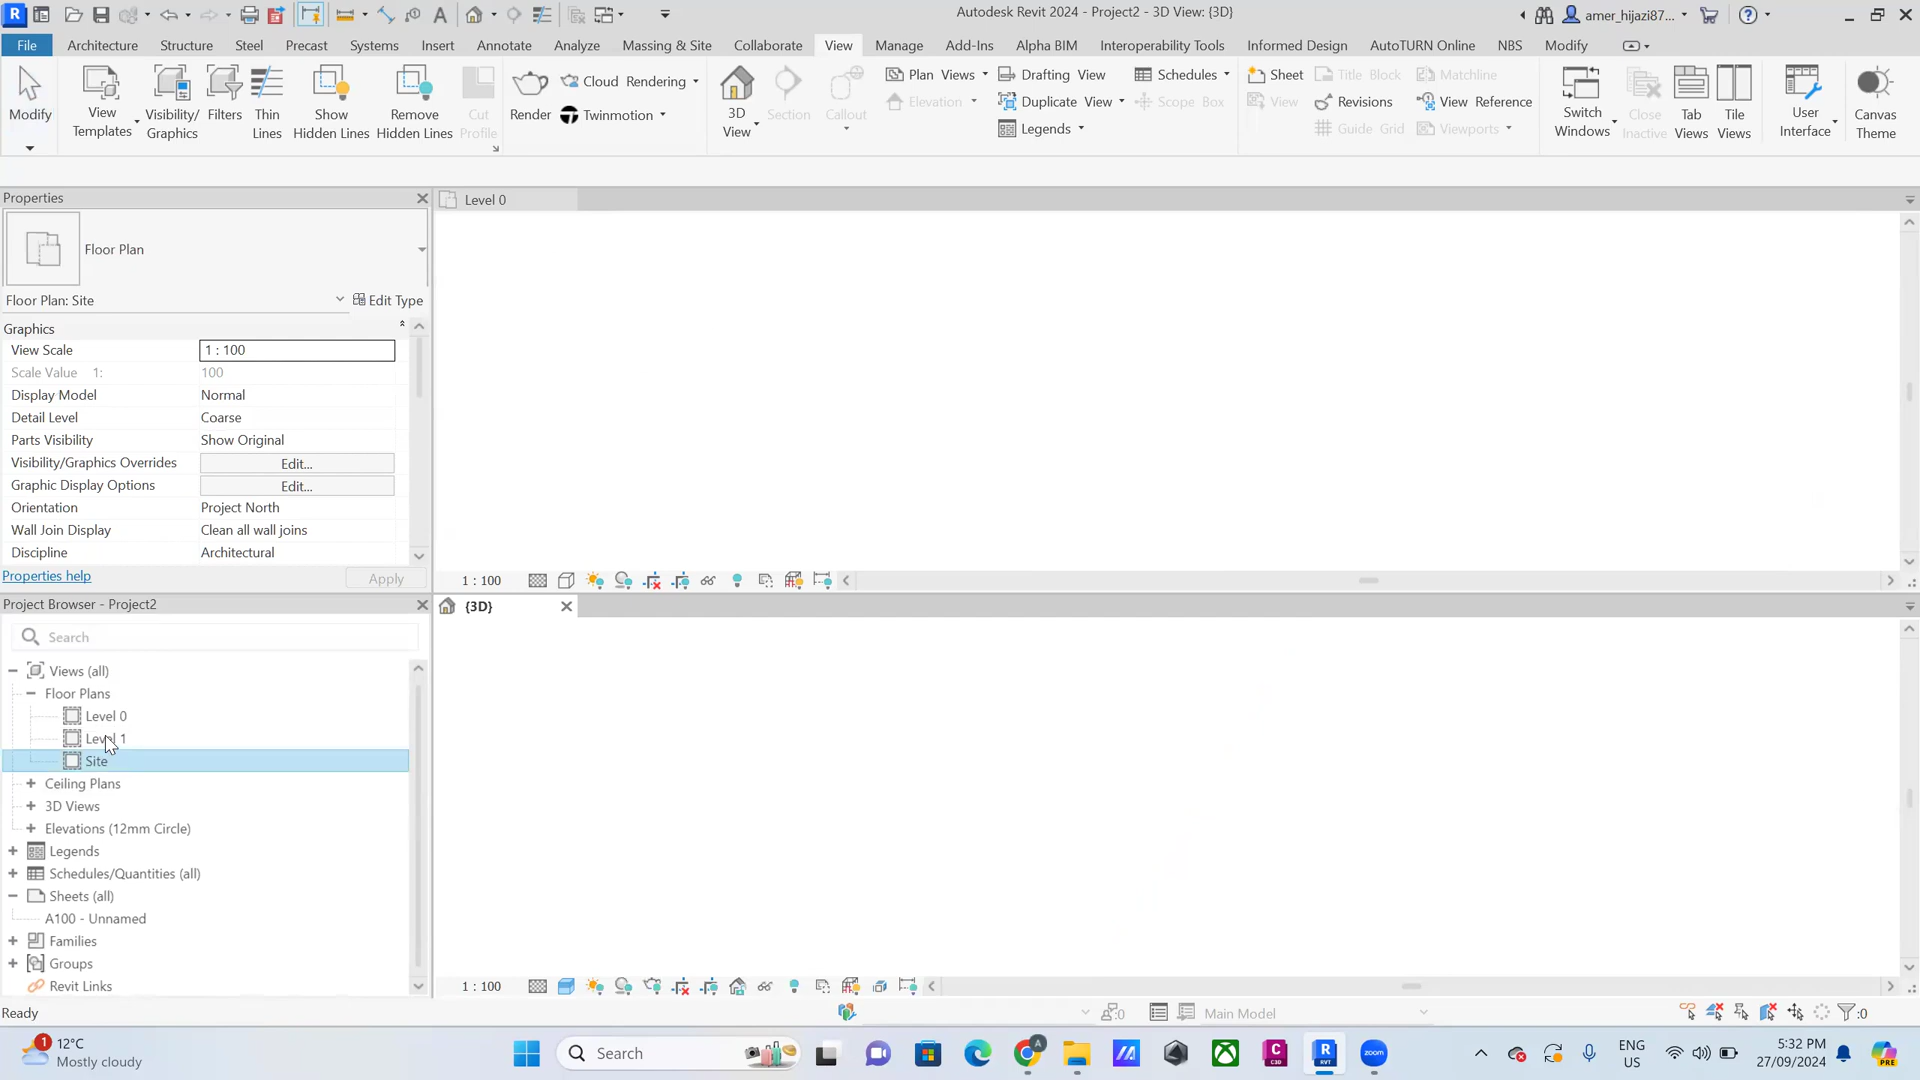 Autodesk Revit 2024 - Project2 - 3D View: {3D}
amer_hijazi87...
File Architecture Structure Steel Precast Systems Insert Annotate Analyze Massing & Site Collaborate View Manage Add-Ins Alpha BIM Interoperability Tools Informed Design AutoTURN Online NBS Modify
Modify
View Templates
Visibility/ Graphics
Filters
Thin Lines
Show Hidden Lines
Remove Hidden Lines
Cut Profile
Render
Cloud Rendering
Twinmotion
3D View
Section
Callout
Plan Views
Elevation
Drafting View
Duplicate View
Legends
Schedules
Scope Box
Sheet
View
Title Block
Revisions
Guide Grid
Matchline
View Reference
Viewports
Switch Windows
Close Inactive
Tab Views
Tile Views
User Interface
Canvas Theme
Properties
Floor Plan
Floor Plan: Site
Edit Type
Graphics
View Scale 1 : 100
Scale Value 1: 100
Display Model Normal
Detail Level Coarse
Parts Visibility Show Original
Visibility/Graphics Overrides Edit...
Graphic Display Options Edit...
Orientation Project North
Wall Join Display Clean all wall joins
Discipline Architectural
Properties help
Apply
Project Browser - Project2
Search
Views (all)
Floor Plans
Level 0
Level 1
Site
Ceiling Plans
3D Views
Elevations (12mm Circle)
Legends
Schedules/Quantities (all)
Sheets (all)
A100 - Unnamed
Families
Groups
Revit Links
Level 0
1 : 100
{3D}
1 : 100
Ready
:0
Main Model
:0
1
12°C
Mostly cloudy
Search
A
C
C3D
R
RVT
zoom
ENG
US
5:32 PM
27/09/2024
PRE